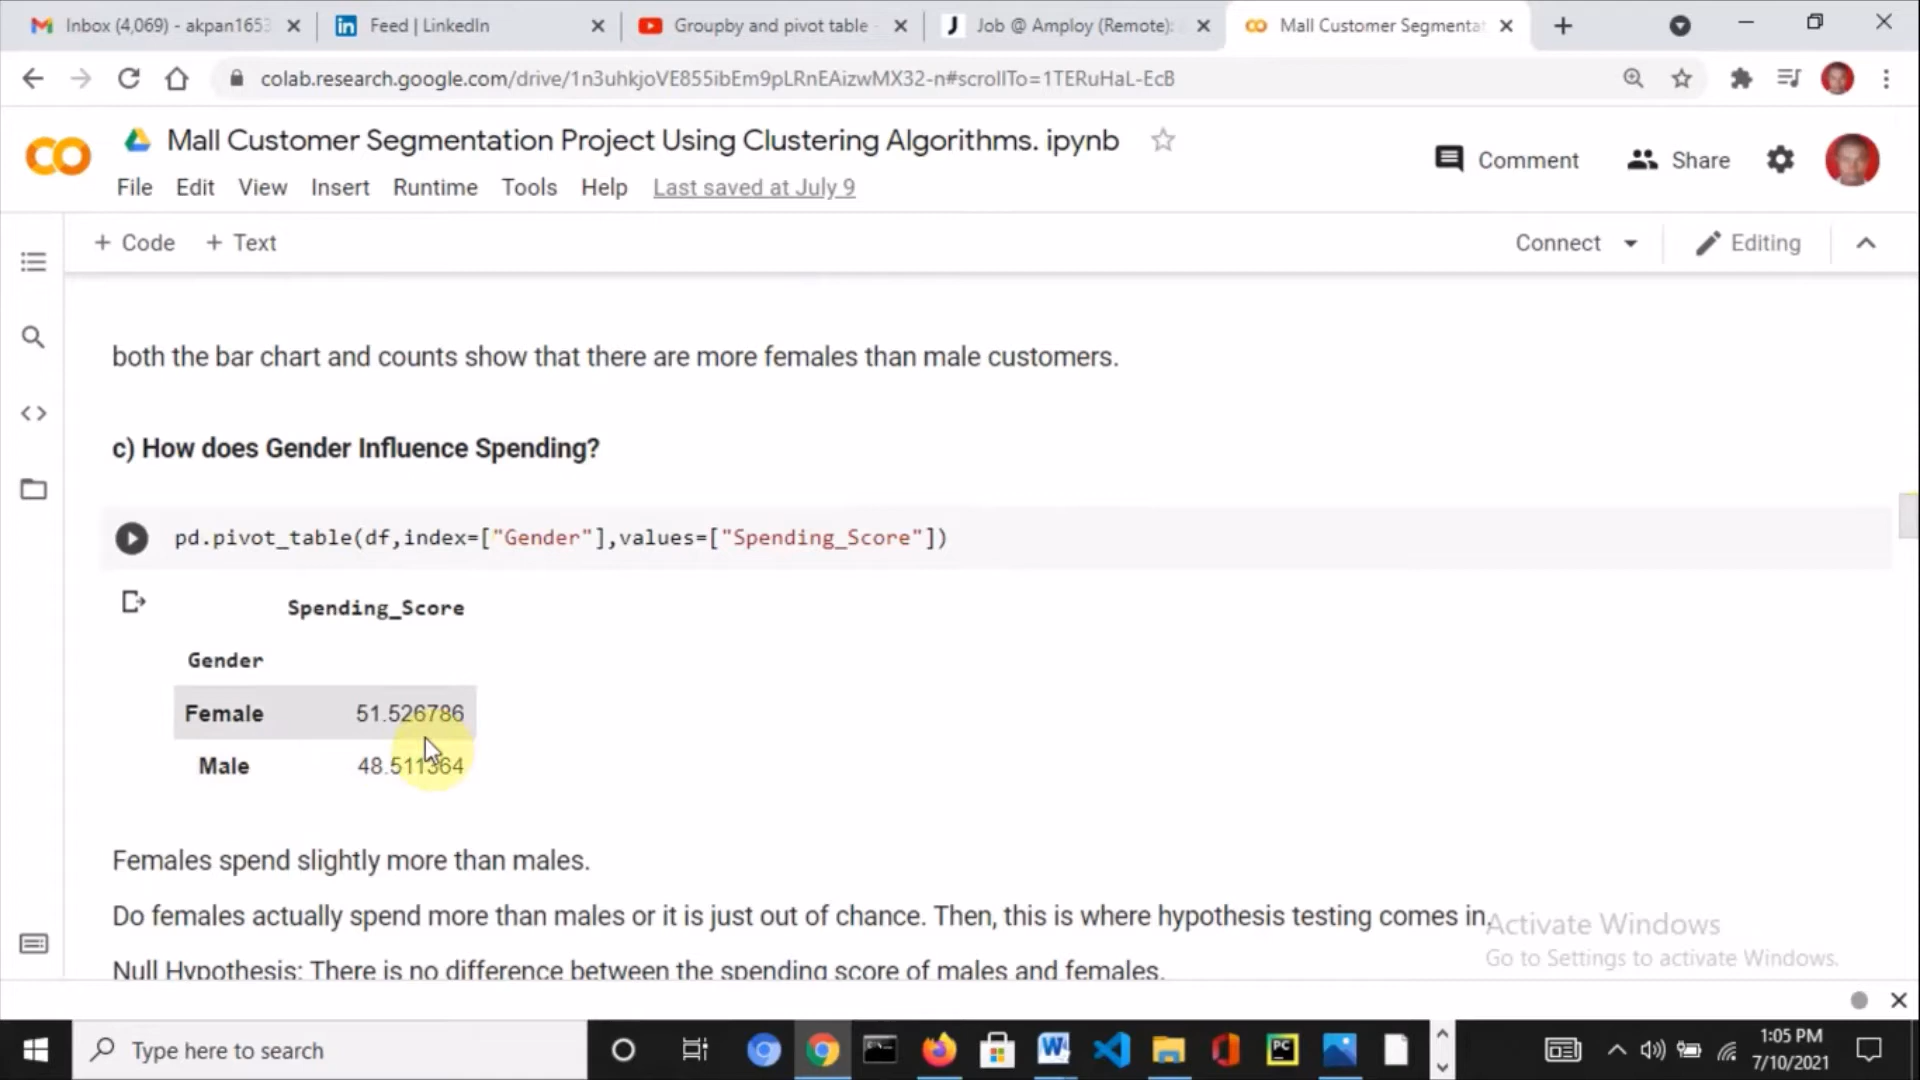 Inbox (4,069) - akpan1653
Feed | LinkedIn
Groupby and pivot table -
Job @ Amploy (Remote):
Mall Customer Segmentat
colab.research.google.com/drive/1n3uhkjoVE855ibEm9pLRnEAizwMX32-n#scrollTo=1TERuHaL-EcB
Mall Customer Segmentation Project Using Clustering Algorithms. ipynb
Comment
Share
File Edit View Insert Runtime Tools Help Last saved at July 9
+ Code + Text
Connect
Editing
both the bar chart and counts show that there are more females than male customers.
c) How does Gender Influence Spending?
pd.pivot_table(df,index=["Gender"],values=["Spending_Score"])
Spending_Score
Gender
Female 51.526786
Male 48.511364
Females spend slightly more than males.
Do females actually spend more than males or it is just out of chance. Then, this is where hypothesis testing comes in.
Null Hypothesis: There is no difference between the spending score of males and females.
Activate Windows
Go to Settings to activate Windows.
Type here to search
1:05 PM
7/10/2021